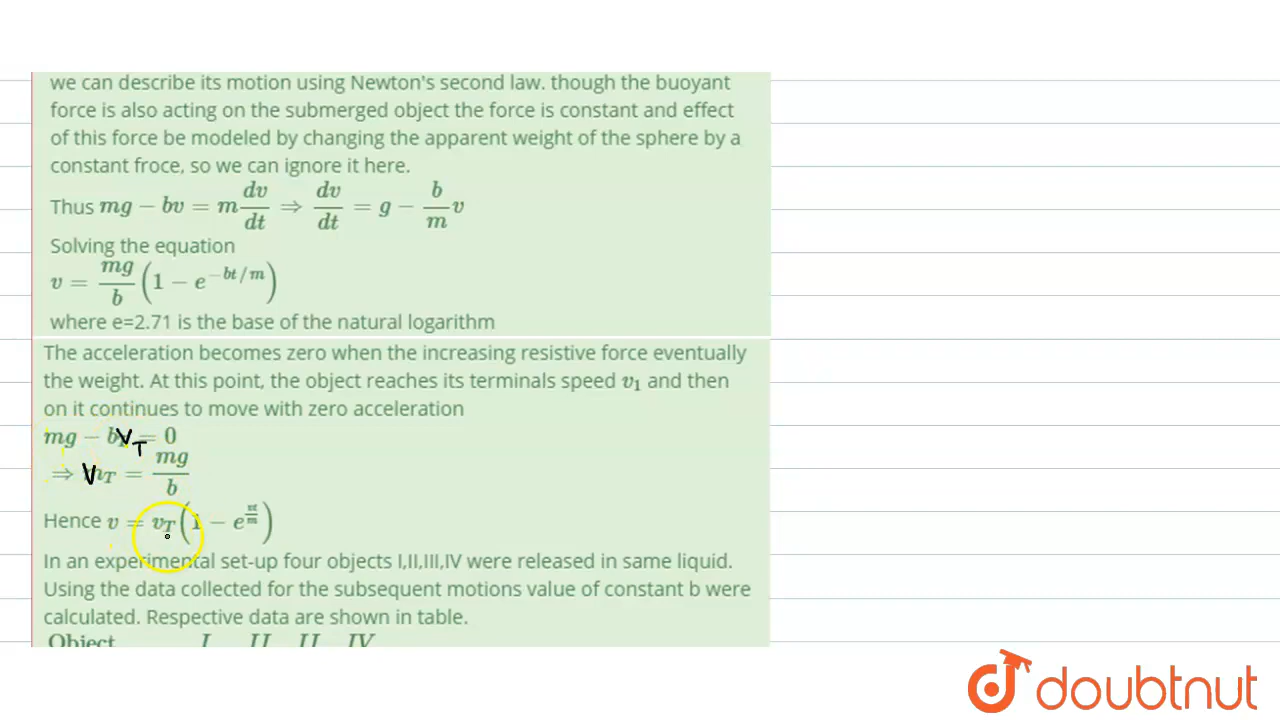 we can describe its motion using Newton's second law. though the buoyant
force is also acting on the submerged object the force is constant and effect
of this force be modeled by changing the apparent weight of the sphere by a
constant froce, so we can ignore it here.
Thus mg − bv = m dv/dt ⇒ dv/dt = g − b/m v
Solving the equation
v = mg/b (1 − e^{−bt/m})
where e=2.71 is the base of the natural logarithm
The acceleration becomes zero when the increasing resistive force eventually
the weight. At this point, the object reaches its terminals speed v₁ and then
on it continues to move with zero acceleration
mg − bV_T = 0
⇒ V_T = mg/b
Hence v = v_T (1 − e
In an experimental set-up four objects I,II,III,IV were released in same liquid.
Using the data collected for the subsequent motions value of constant b were
calculated. Respective data are shown in table.
Object I II II IV
doubtnut